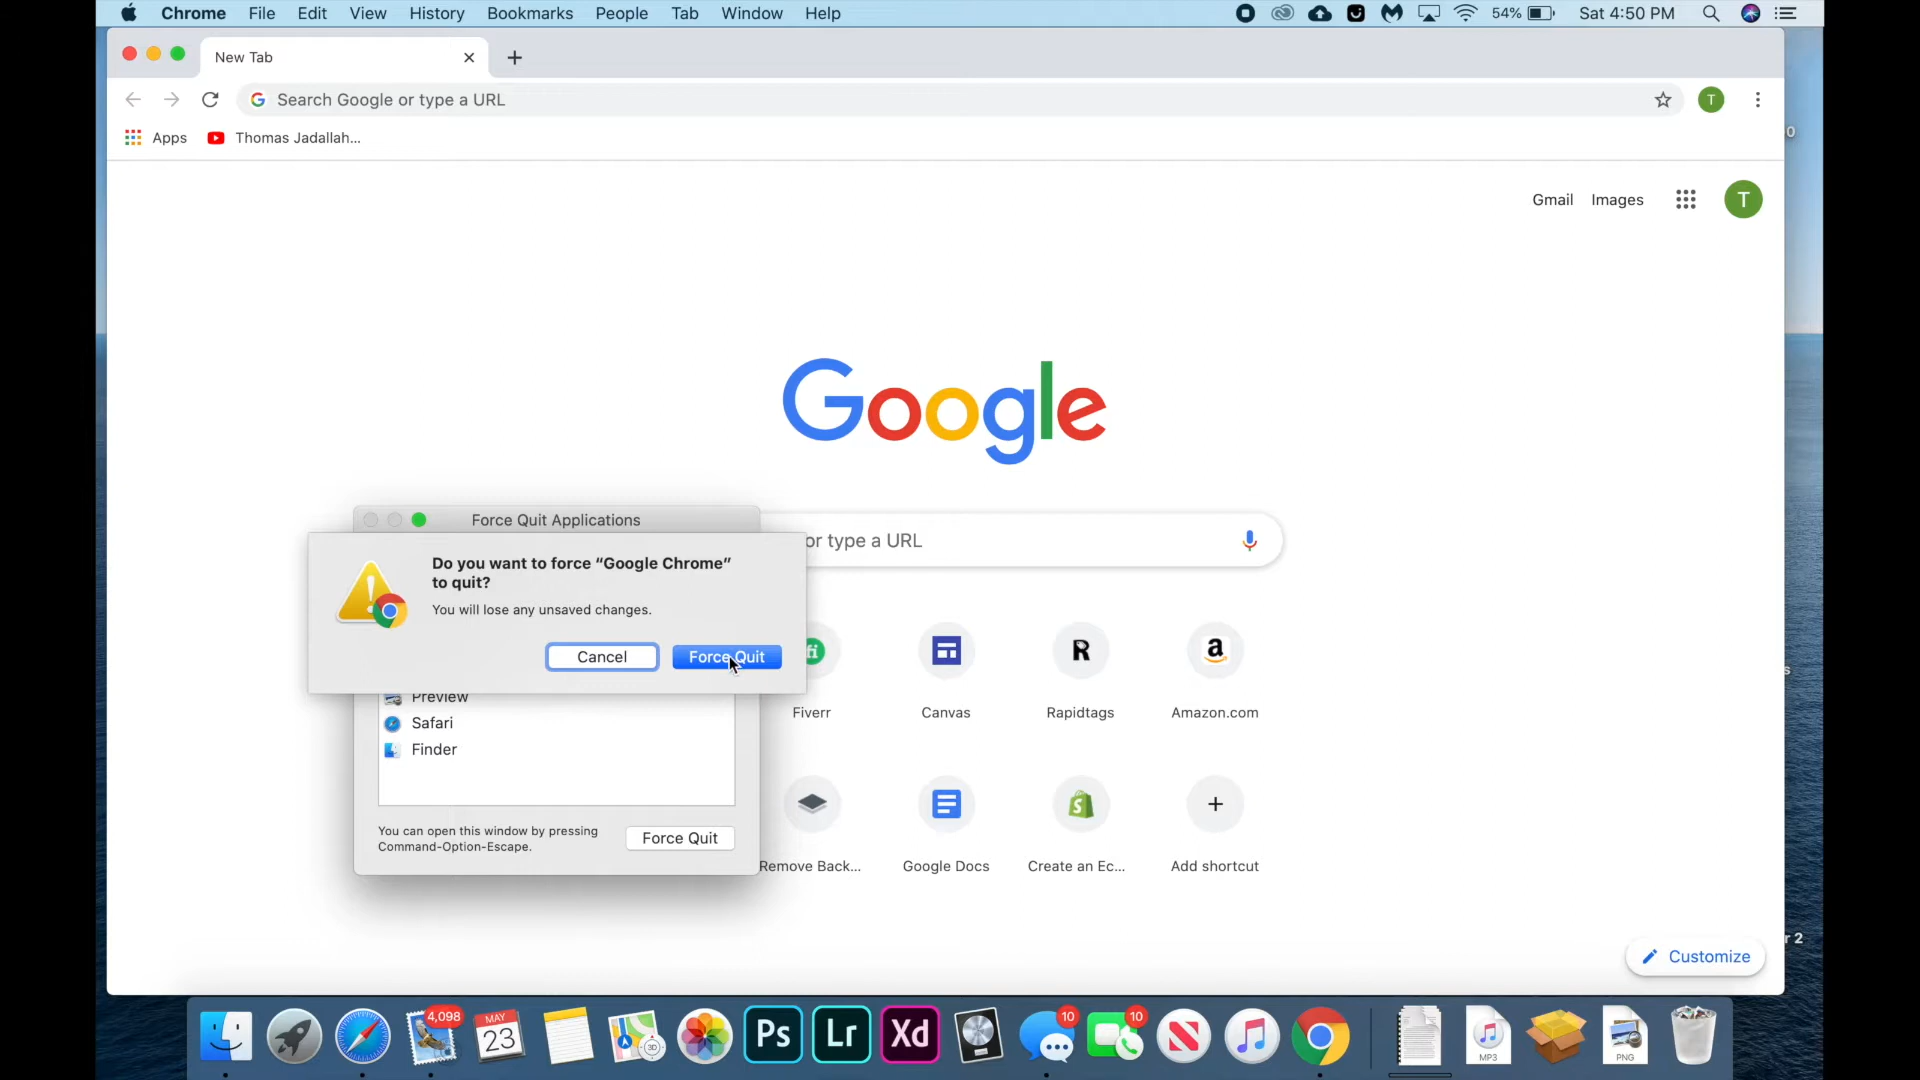 Chrome File Edit View History Bookmarks People Tab Window Help 54% Sat 4:50 PM
New Tab
Search Google or type a URL T
Apps Thomas Jadallah...
Gmail Images T
Google
Force Quit Applications
or type a URL
Do you want to force “Google Chrome”
to quit?
You will lose any unsaved changes.
Cancel Force Quit
fi R a
Preview
Safari
Finder
Fiverr Canvas Rapidtags Amazon.com
You can open this window by pressing
Command-Option-Escape.
Force Quit
Remove Back... Google Docs Create an Ec... Add shortcut
Customize
r 2
4,098
MAY
23
3D
Ps Lr Xd
10
10
MP3
PNG